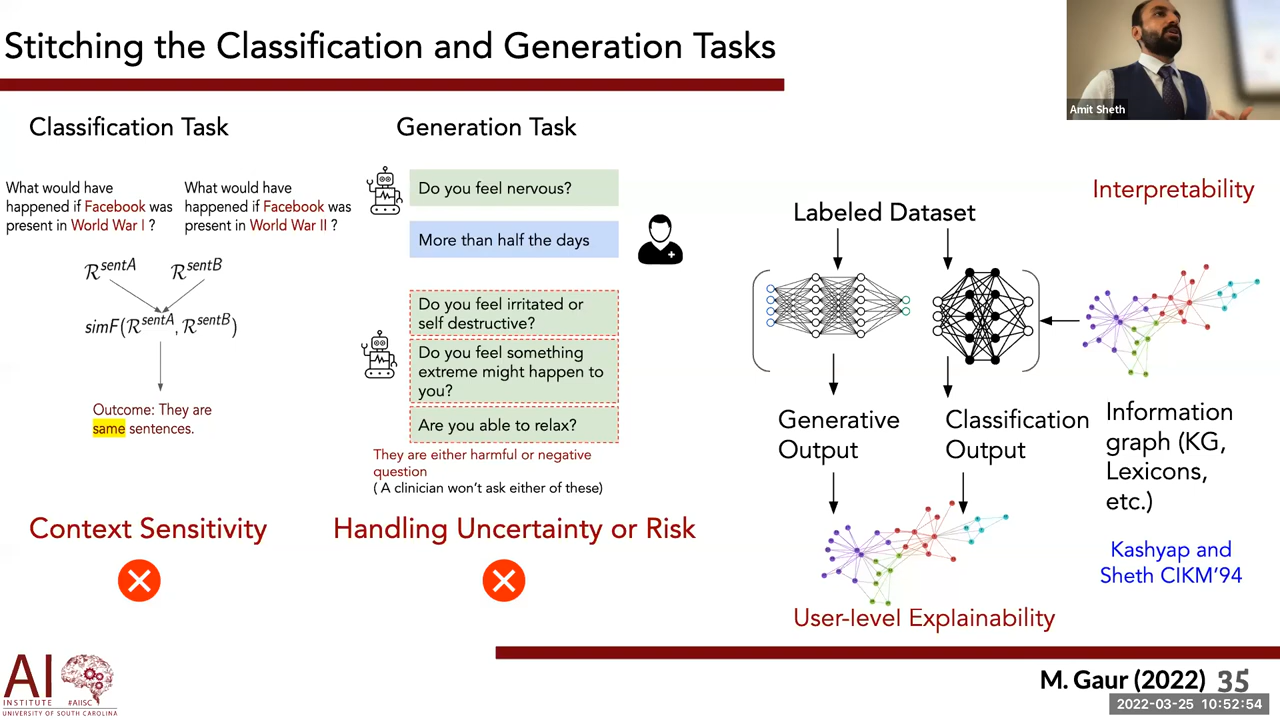 Stitching the Classification and Generation Tasks
Amit Sheth
Classification Task
What would have
happened if Facebook was
present in World War I ?
What would have
happened if Facebook was
present in World War II ?
ℛsentA
ℛsentB
simF(ℛsentA, ℛsentB)
Outcome: They are
same sentences.
Context Sensitivity
Generation Task
Do you feel nervous?
More than half the days
Do you feel irritated or
self destructive?
Do you feel something
extreme might happen to
you?
Are you able to relax?
They are either harmful or negative
question
( A clinician won't ask either of these)
Handling Uncertainty or Risk
Labeled Dataset
Interpretability
Generative
Output
Classification
Output
Information
graph (KG,
Lexicons,
etc.)
Kashyap and
Sheth CIKM'94
User-level Explainability
AI
INSTITUTE #AIISC
UNIVERSITY OF SOUTH CAROLINA
M. Gaur (2022) 35
2022-03-25 10:52:54